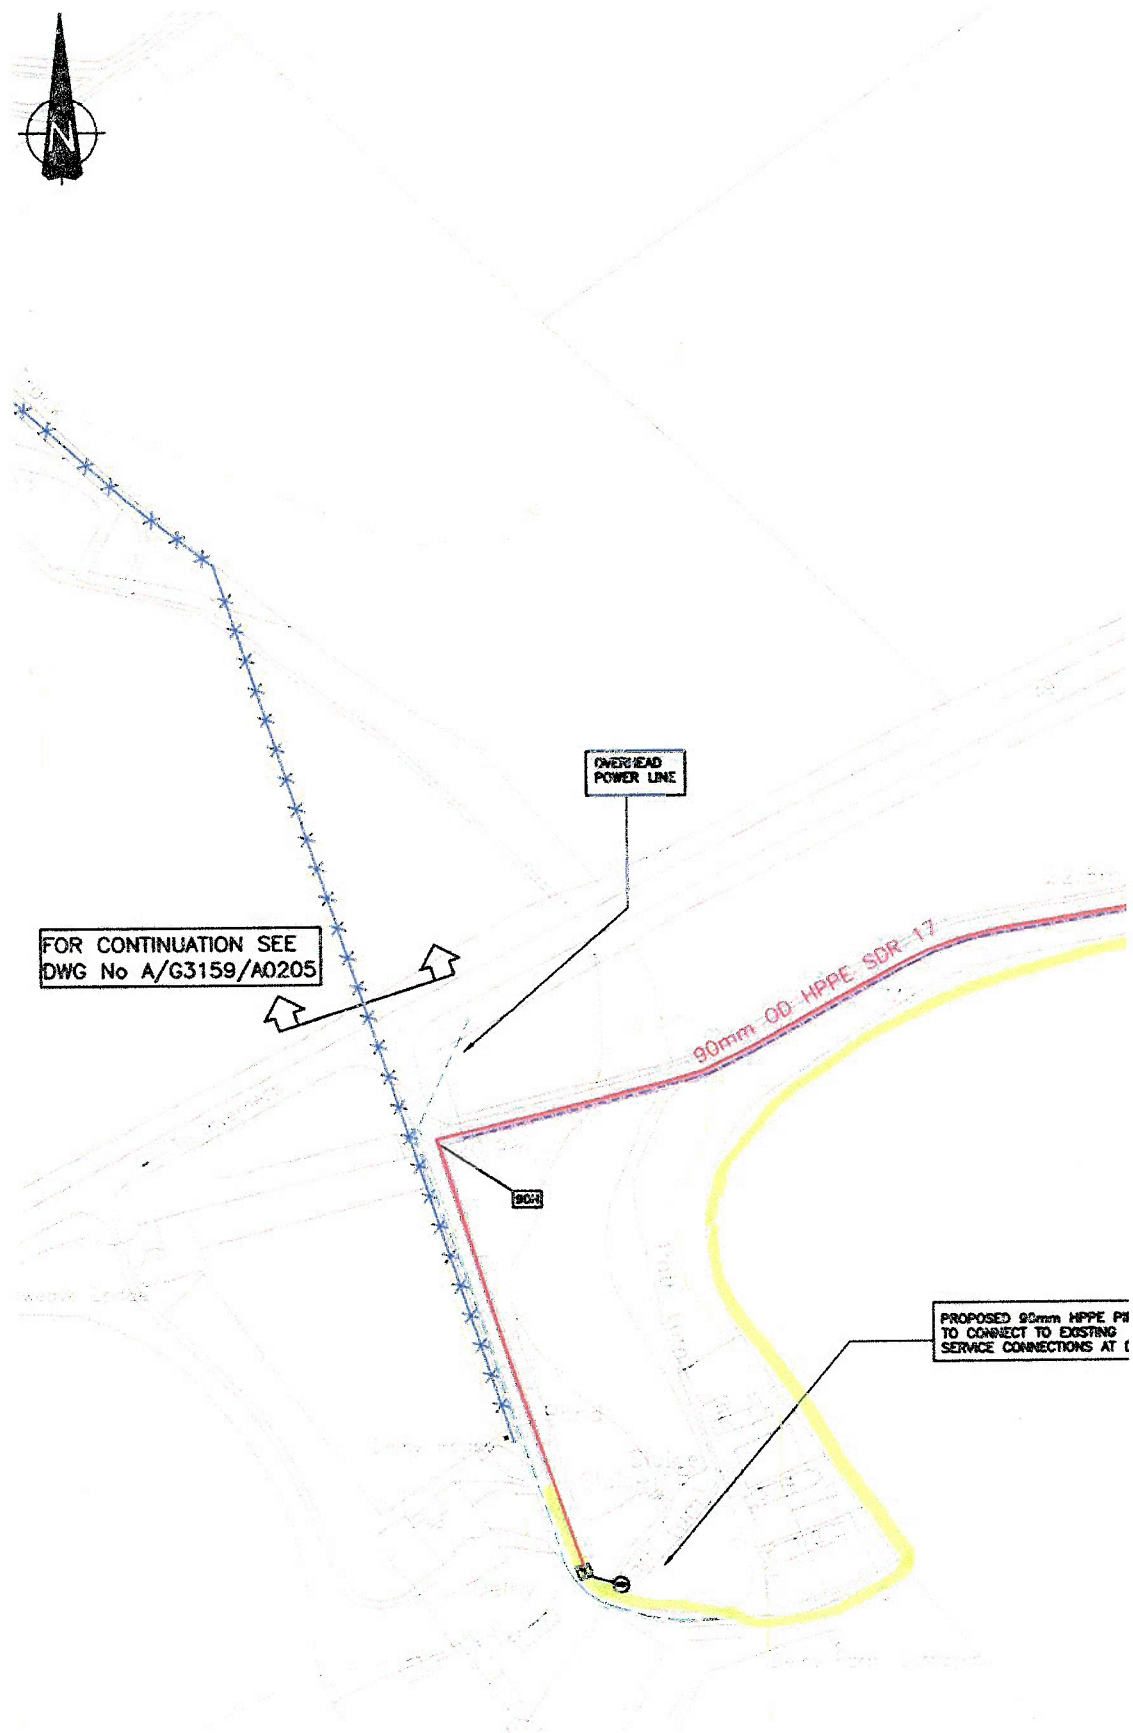 N
OVERHEAD
POWER LINE
FOR CONTINUATION SEE
DWG No A/G3159/A0205
90mm OD HPPE SDR 17
90H
PROPOSED 90mm HPPE
TO CONNECT TO EXISTING
SERVICE CONNECTIONS AT